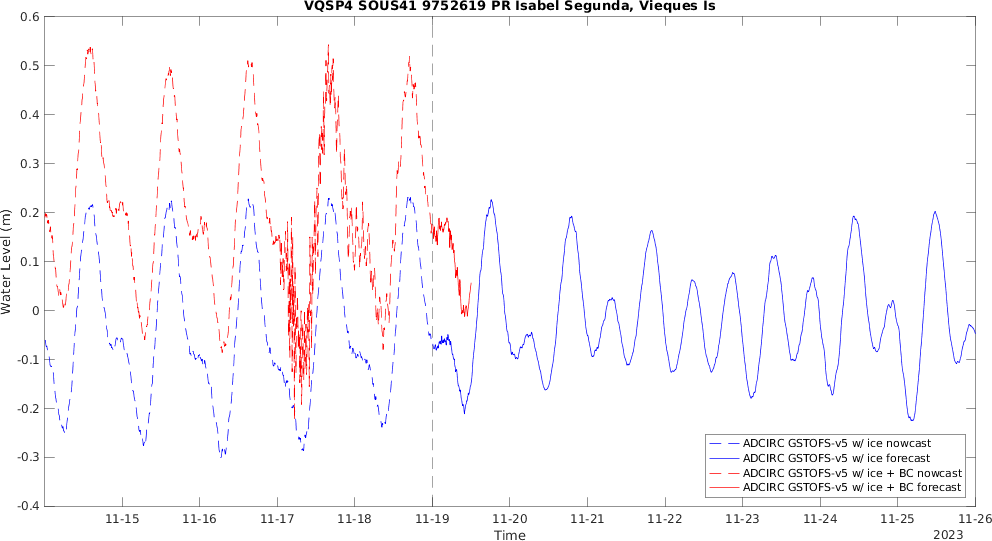 VQSP4 SOUS41 9752619 PR Isabel Segunda, Vieques Is
Water Level (m)
0.6
0.5
0.4
0.3
0.2
0.1
0
-0.1
-0.2
-0.3
-0.4
ADCIRC GSTOFS-v5 w/ ice nowcast
ADCIRC GSTOFS-v5 w/ ice forecast
ADCIRC GSTOFS-v5 w/ ice + BC nowcast
ADCIRC GSTOFS-v5 w/ ice + BC forecast
11-15 11-16 11-17 11-18 11-19 11-20 11-21 11-22 11-23 11-24 11-25 11-26
Time
2023